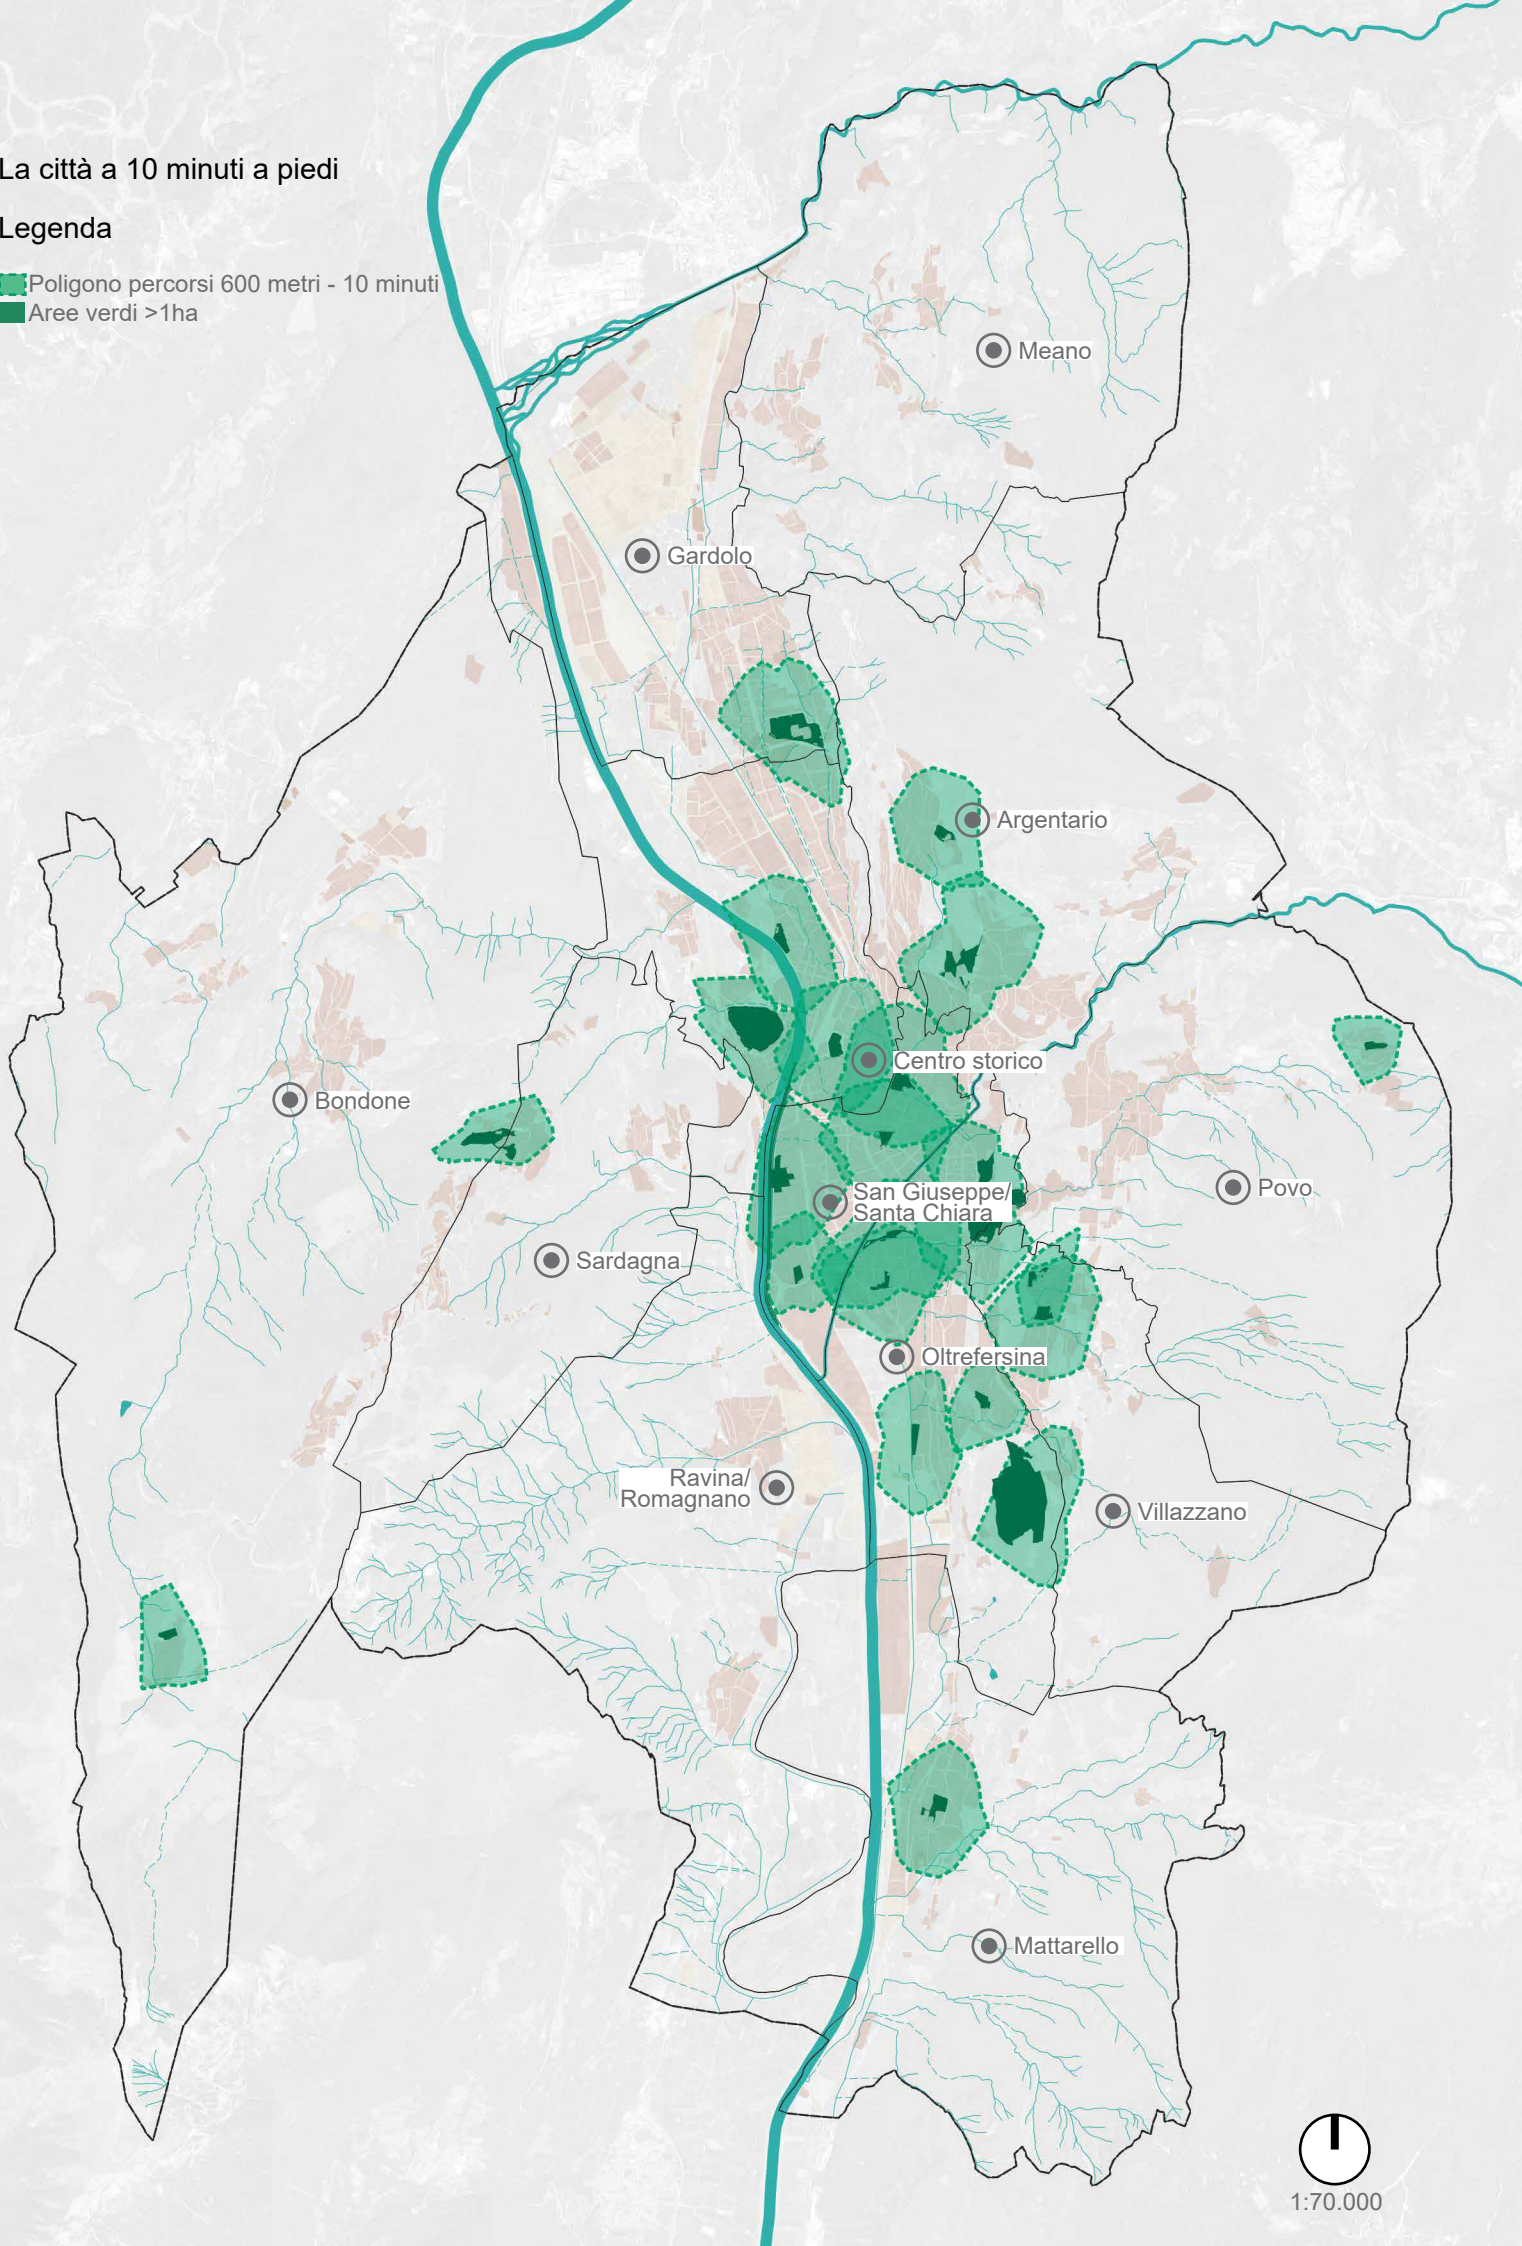 La città a 10 minuti a piedi
Legenda
Poligono percorsi 600 metri - 10 minuti
Aree verdi >1ha
Meano
Gardolo
Argentario
Centro storico
Bondone
Povo
San Giuseppe/
Santa Chiara
Sardagna
Oltrefersina
Ravina/
Romagnano
Villazzano
Mattarello
1:70.000